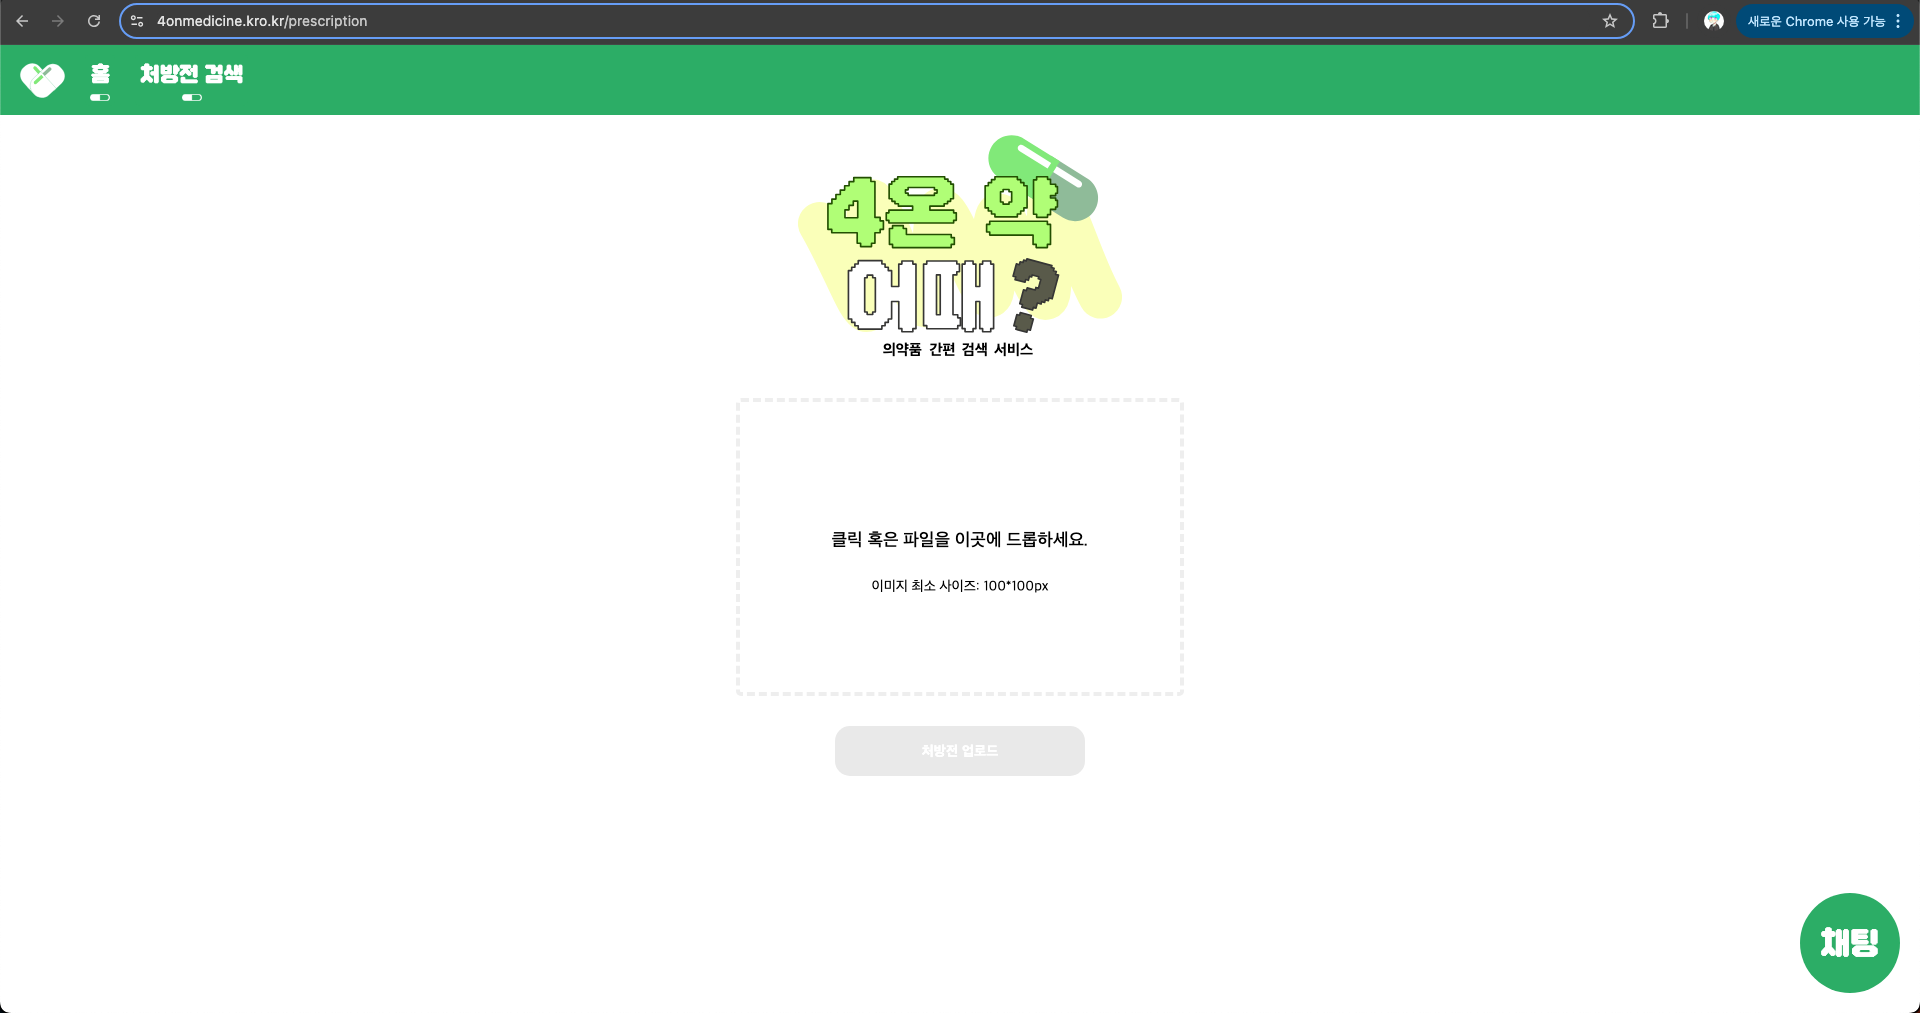 4onmedicine.kro.kr/prescription
새로운 Chrome 사용 가능
홈
처방전 검색
4온 약
어때?
의약품 간편 검색 서비스
클릭 혹은 파일을 이곳에 드롭하세요.
이미지 최소 사이즈: 100*100px
처방전 업로드
채팅